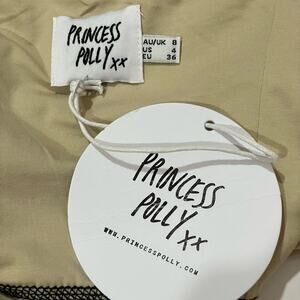 PRINCESS
POLLY xx
AU/UK 8
US 4
EU 36
PRINCESS
POLLY xx
WWW.PRINCESSPOLLY.COM